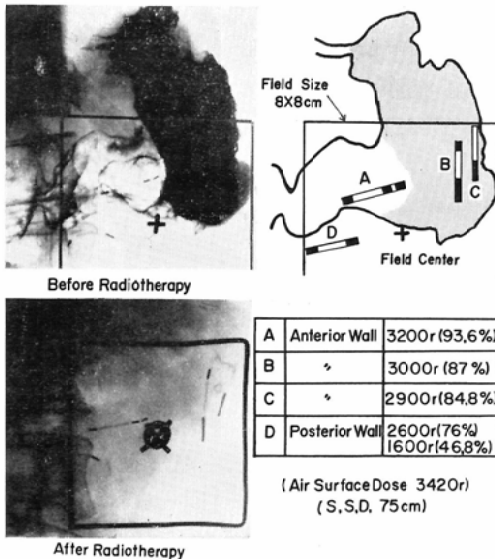 Field Size
8X8cm
A
B
C
D
Field Center
Before Radiotherapy
A Anterior Wall 3200r(93,6%)
B 〃 3000r(87%)
C 〃 2900r(84,8%)
D Posterior Wall 2600r(76%)
1600r(46,8%)
(Air Surface Dose 3420r)
(S,S,D, 75cm)
After Radiotherapy